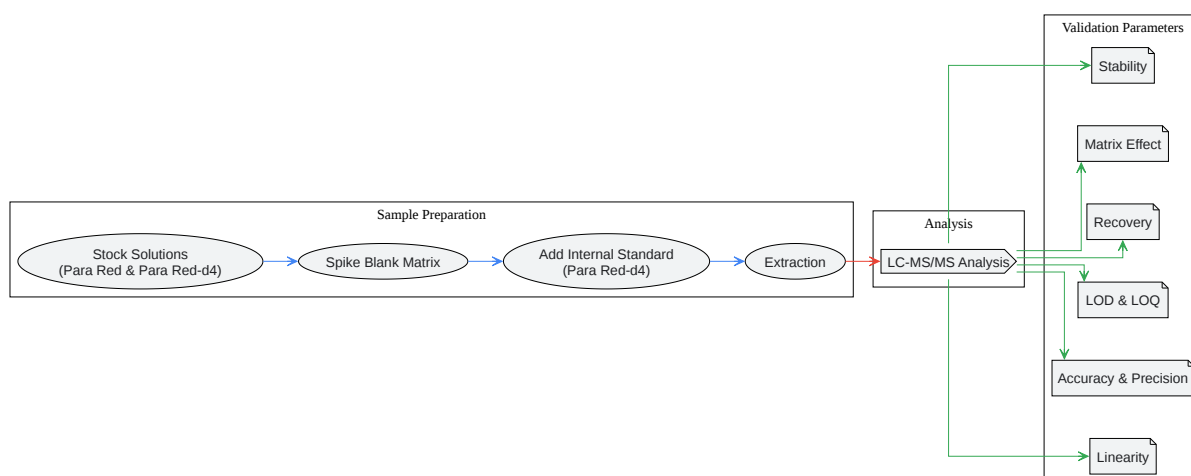 Sample Preparation
Stock Solutions
(Para Red & Para Red-d4)
Spike Blank Matrix
Add Internal Standard
(Para Red-d4)
Extraction
Analysis
LC-MS/MS Analysis
Validation Parameters
Stability
Matrix Effect
Recovery
LOD & LOQ
Accuracy & Precision
Linearity